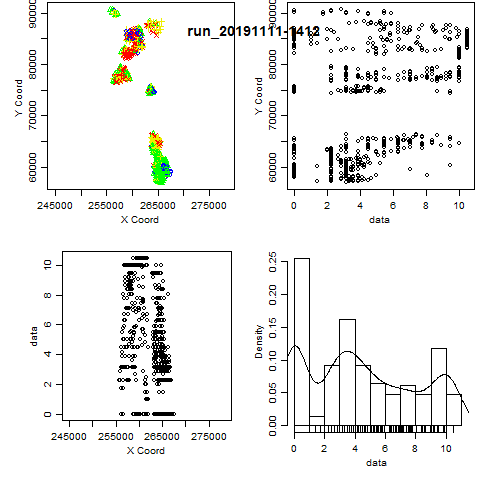 run_20191111-1412
90000
80000
70000
60000
Y Coord
245000 255000 265000 275000
X Coord
90000
80000
70000
60000
Y Coord
0 2 4 6 8 10
data
10
8
6
4
2
0
data
245000 255000 265000 275000
X Coord
0.25
0.20
0.15
0.10
0.05
0.00
Density
0 2 4 6 8 10
data